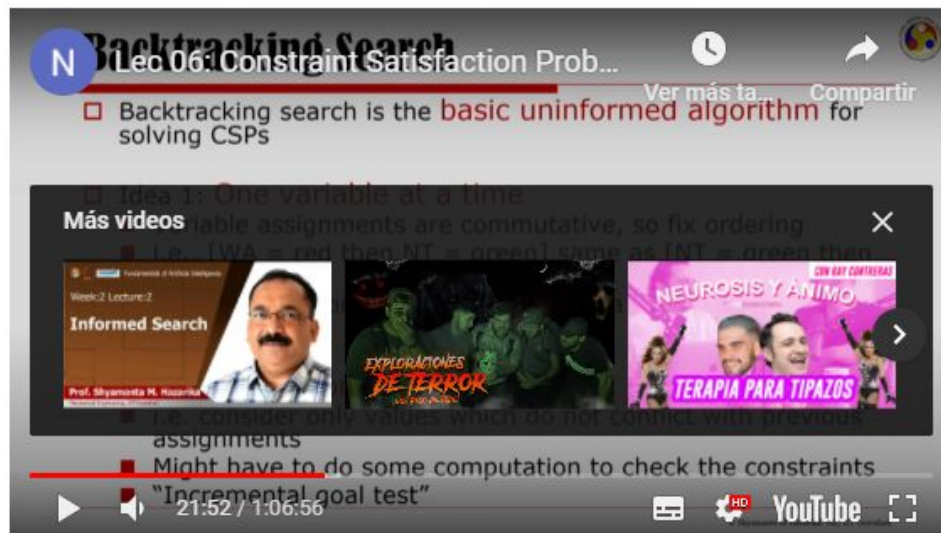 Backtracking Search
N
Lec 06: Constraint Satisfaction Prob...
Ver más ta...
Compartir
Backtracking search is the basic uninformed algorithm for
solving CSPs
Idea 1: One variable at a time
Variable assignments are commutative, so fix ordering
i.e., [WA = red then NT = green] same as [NT = green then
Más videos
Fundamentals of Artificial Intelligence
Week:2 Lecture:2
Informed Search
Prof. Shyamanta M. Hazarika
EXPLORACIONES
DE TERROR
CON RAY CONTRERAS
NEUROSIS Y ÁNIMO
TERAPIA PARA TIPAZOS
i.e. consider only values which do not conflict with previous
assignments
Might have to do some computation to check the constraints
"Incremental goal test"
21:52 / 1:06:56
HD
YouTube